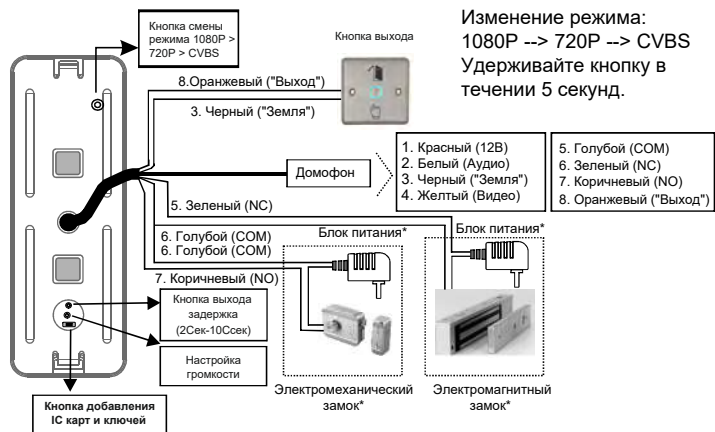 Кнопка смены
режима 1080P >
720P > CVBS
Кнопка выхода
Изменение режима:
1080P --> 720P --> CVBS
Удерживайте кнопку в
течении 5 секунд.
8.Оранжевый ("Выход")
3. Черный ("Земля")
Домофон
1. Красный (12В)
2. Белый (Аудио)
3. Черный ("Земля")
4. Желтый (Видео)
5. Голубой (COM)
6. Зеленый (NC)
7. Коричневый (NO)
8. Оранжевый ("Выход")
5. Зеленый (NC)
6. Голубой (COM)
6. Голубой (COM)
Блок питания*
Блок питания*
7. Коричневый (NO)
Кнопка выхода
задержка
(2Сек-10Ссек)
Настройка
громкости
Кнопка добавления
IC карт и ключей
Электромеханический
замок*
Электромагнитный
замок*